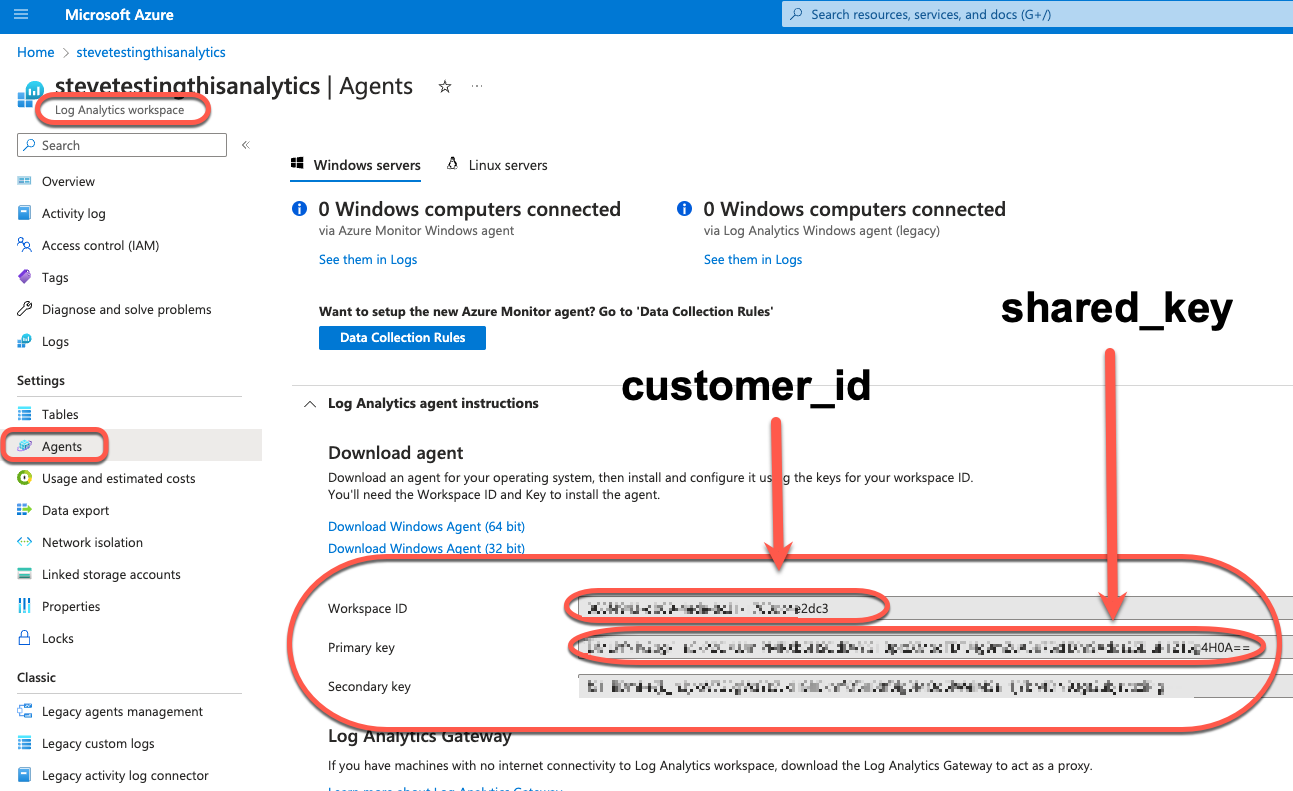 Microsoft Azure
Search resources, services, and docs (G+/)
Home > stevetestingthisanalytics
stevetestingthisanalytics | Agents
Log Analytics workspace
Search
Overview
Activity log
Access control (IAM)
Tags
Diagnose and solve problems
Logs
Settings
Tables
Agents
Usage and estimated costs
Data export
Network isolation
Linked storage accounts
Properties
Locks
Classic
Legacy agents management
Legacy custom logs
Legacy activity log connector
Windows servers
Linux servers
0 Windows computers connected
via Azure Monitor Windows agent
See them in Logs
0 Windows computers connected
via Log Analytics Windows agent (legacy)
See them in Logs
Want to setup the new Azure Monitor agent? Go to 'Data Collection Rules'
Data Collection Rules
shared_key
customer_id
Log Analytics agent instructions
Download agent
Download an agent for your operating system, then install and configure it using the keys for your workspace ID.
You'll need the Workspace ID and Key to install the agent.
Download Windows Agent (64 bit)
Download Windows Agent (32 bit)
Workspace ID
e2dc3
Primary key
4H0A==
Secondary key
Log Analytics Gateway
If you have machines with no internet connectivity to Log Analytics workspace, download the Log Analytics Gateway to act as a proxy.
Learn more about Log Analytics Gateway